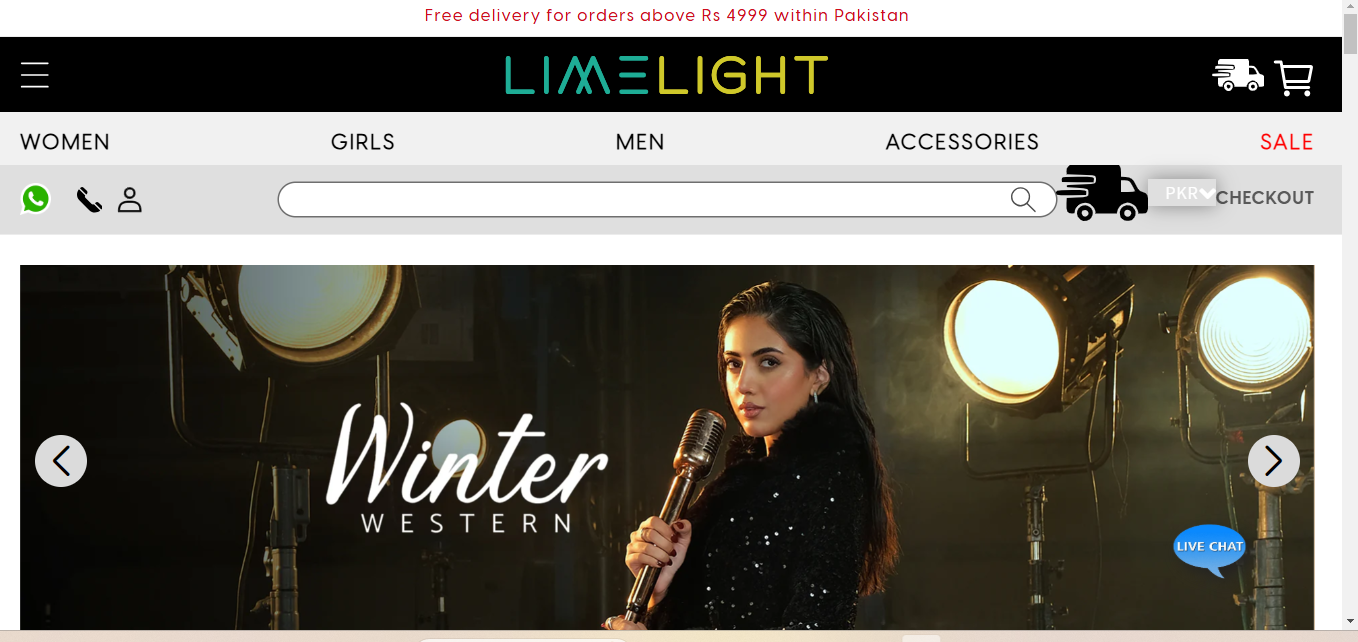 Free delivery for orders above Rs 4999 within Pakistan
LIMELIGHT
WOMEN
GIRLS
MEN
ACCESSORIES
SALE
PKR
CHECKOUT
Winter
WESTERN
LIVE CHAT